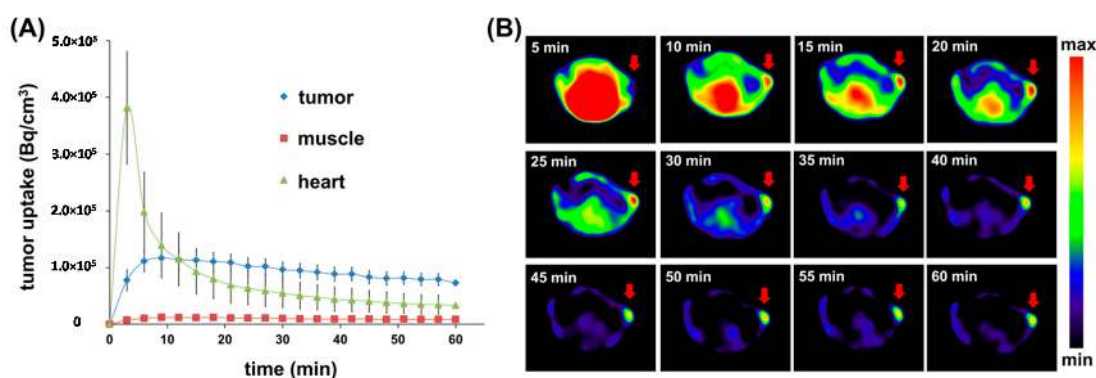 (A)
5.0×10⁵
4.0×10⁵
3.0×10⁵
2.0×10⁵
1.0×10⁵
0
tumor uptake (Bq/cm³)
0 10 20 30 40 50 60
time (min)
tumor
muscle
heart
(B)
5 min 10 min 15 min 20 min
25 min 30 min 35 min 40 min
45 min 50 min 55 min 60 min
max
min